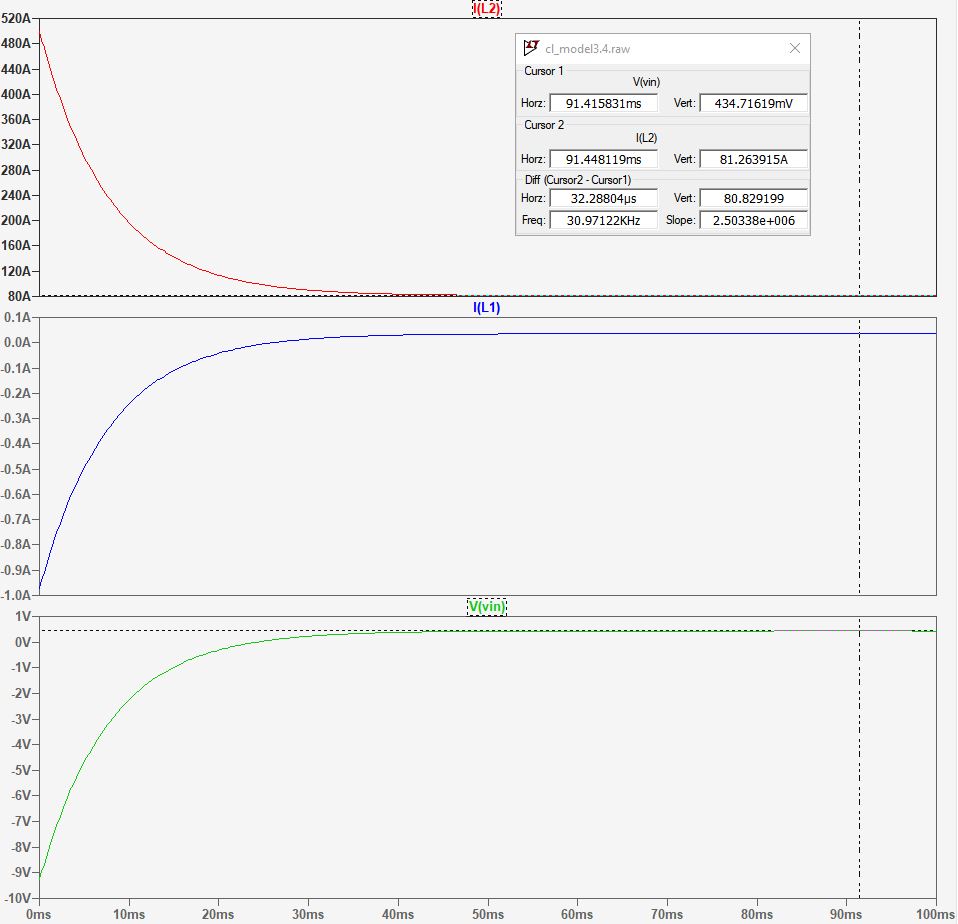 I(L2)
520A
480A
440A
400A
360A
320A
280A
240A
200A
160A
120A
80A
cl_model3.4.raw
Cursor 1
V(vin)
Horz: 91.415831ms Vert: 434.71619mV
Cursor 2
I(L2)
Horz: 91.448119ms Vert: 81.263915A
Diff (Cursor2 - Cursor1)
Horz: 32.28804µs Vert: 80.829199
Freq: 30.97122KHz Slope: 2.50338e+006
I(L1)
0.1A
0.0A
-0.1A
-0.2A
-0.3A
-0.4A
-0.5A
-0.6A
-0.7A
-0.8A
-0.9A
-1.0A
V(vin)
1V
0V
-1V
-2V
-3V
-4V
-5V
-6V
-7V
-8V
-9V
-10V
0ms 10ms 20ms 30ms 40ms 50ms 60ms 70ms 80ms 90ms 100ms